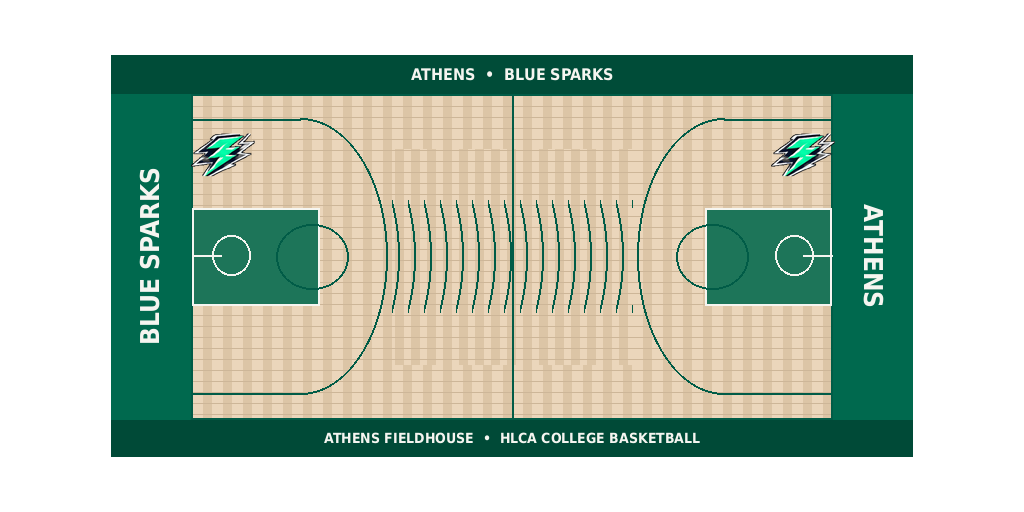 ATHENS • BLUE SPARKS
BLUE SPARKS
ATHENS
ATHENS FIELDHOUSE • HLCA COLLEGE BASKETBALL